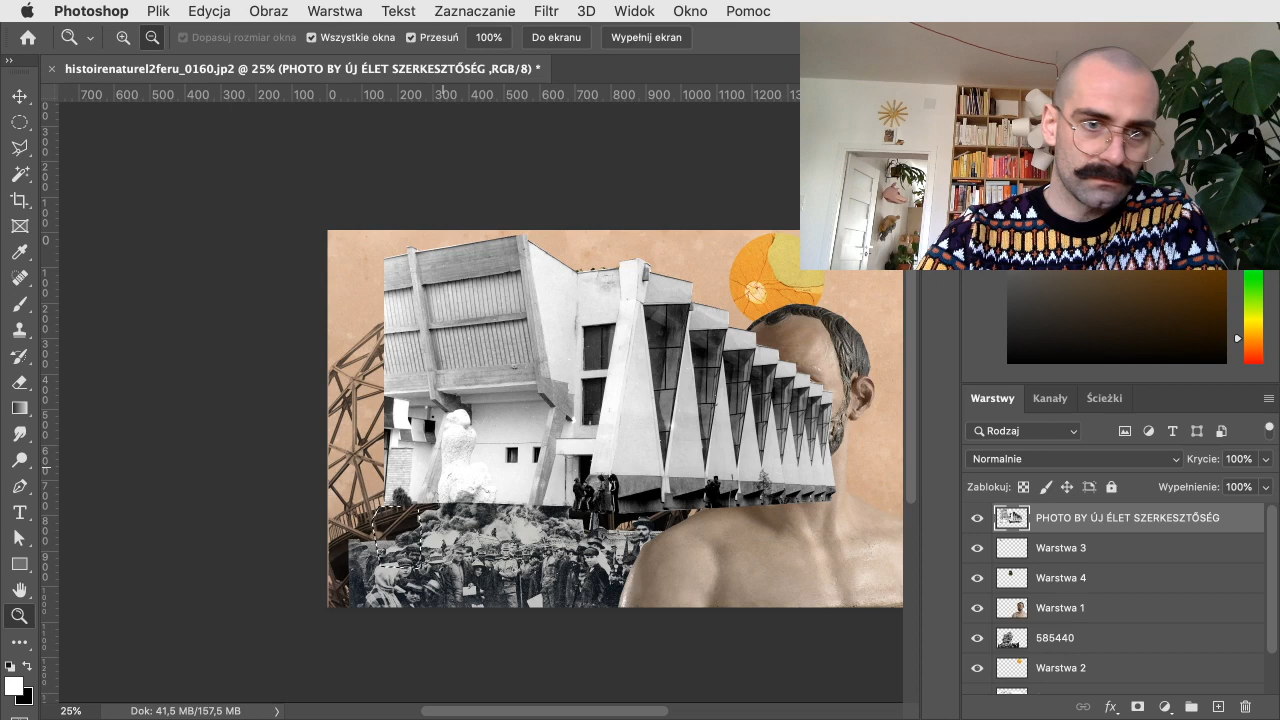 Photoshop Plik Edycja Obraz Warstwa Tekst Zaznaczanie Filtr 3D Widok Okno Pomoc
Dopasuj rozmiar okna Wszystkie okna Przesuń 100% Do ekranu Wypełnij ekran
histoirenaturel2feru_0160.jp2 @ 25% (PHOTO BY ÚJ ÉLET SZERKESZTŐSÉG ,RGB/8) *
700 600 500 400 300 200 100 0 100 200 300 400 500 600 700 800 900 1000 1100 1200
Warstwy Kanały Ścieżki
Rodzaj
Normalnie Krycie: 100%
Zablokuj: Wypełnienie: 100%
PHOTO BY ÚJ ÉLET SZERKESZTŐSÉG
Warstwa 3
Warstwa 4
Warstwa 1
585440
Warstwa 2
25% Dok: 41,5 MB/157,5 MB